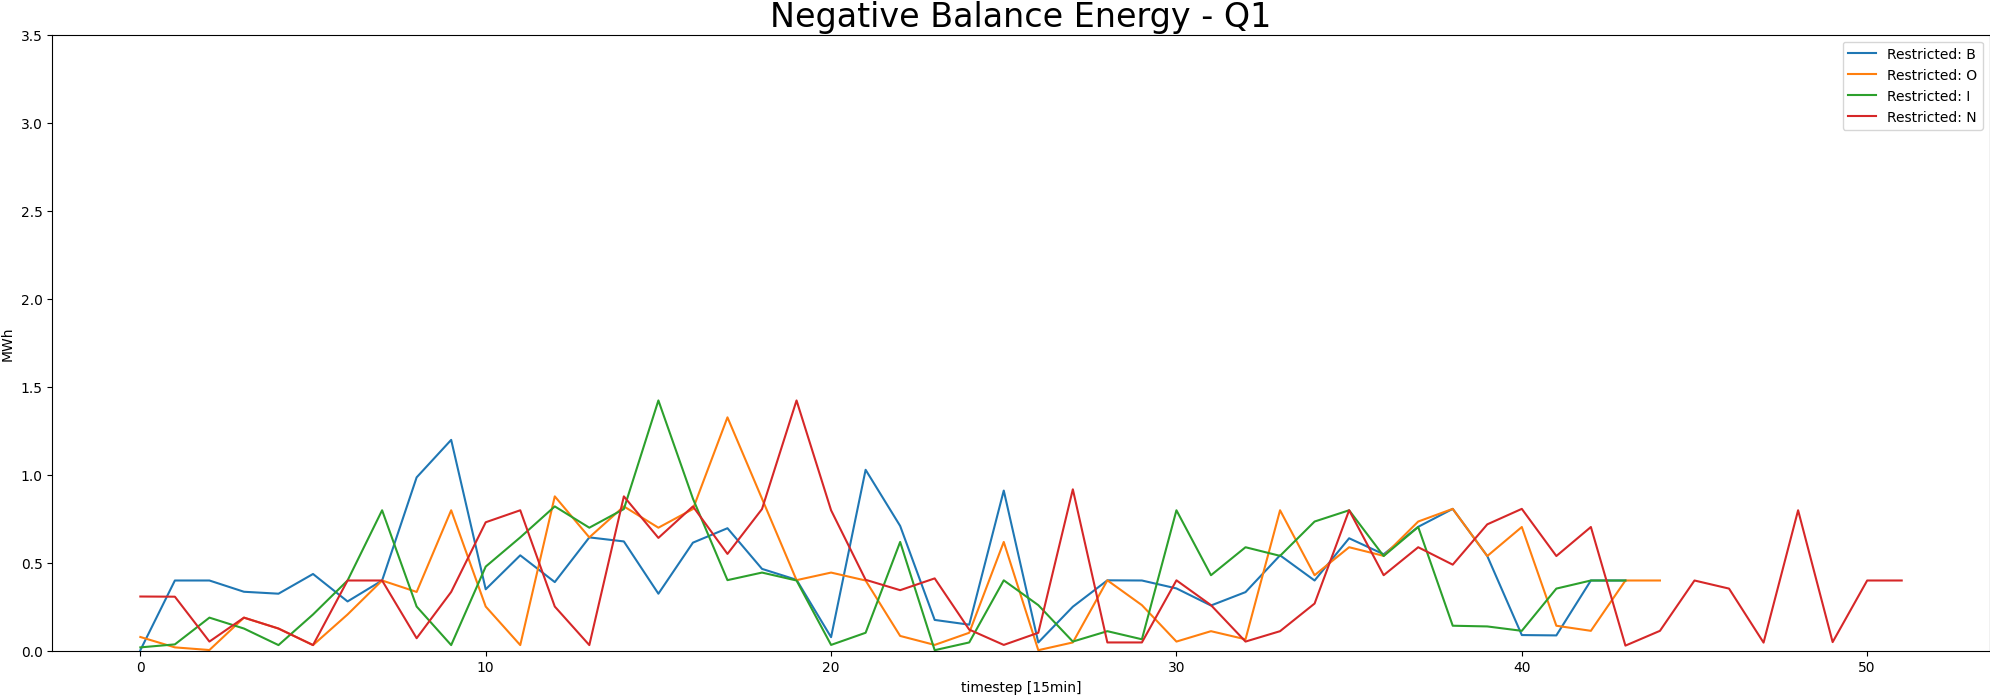 Negative Balance Energy - Q1
3.5
3.0
2.5
2.0
1.5
1.0
0.5
0.0
MWh
0 10 20 30 40 50
timestep [15min]
Restricted: B
Restricted: O
Restricted: I
Restricted: N